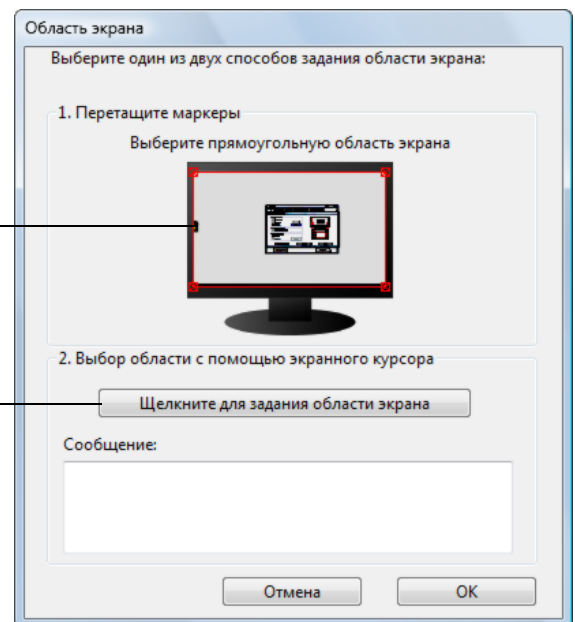 Область экрана
Выберите один из двух способов задания области экрана:
1. Перетащите маркеры
Выберите прямоугольную область экрана
2. Выбор области с помощью экранного курсора
Щелкните для задания области экрана
Сообщение:
Отмена
OK